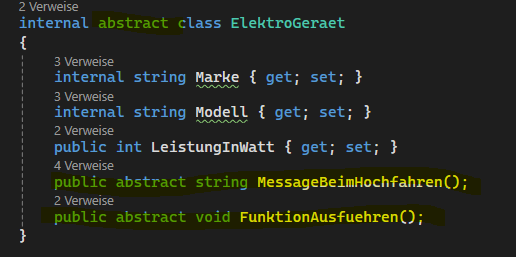 2 Verweise
internal abstract class ElektroGeraet
{
3 Verweise
internal string Marke { get; set; }
3 Verweise
internal string Modell { get; set; }
2 Verweise
public int LeistungInWatt { get; set; }
4 Verweise
public abstract string MessageBeimHochfahren();
2 Verweise
public abstract void FunktionAusfuehren();
}